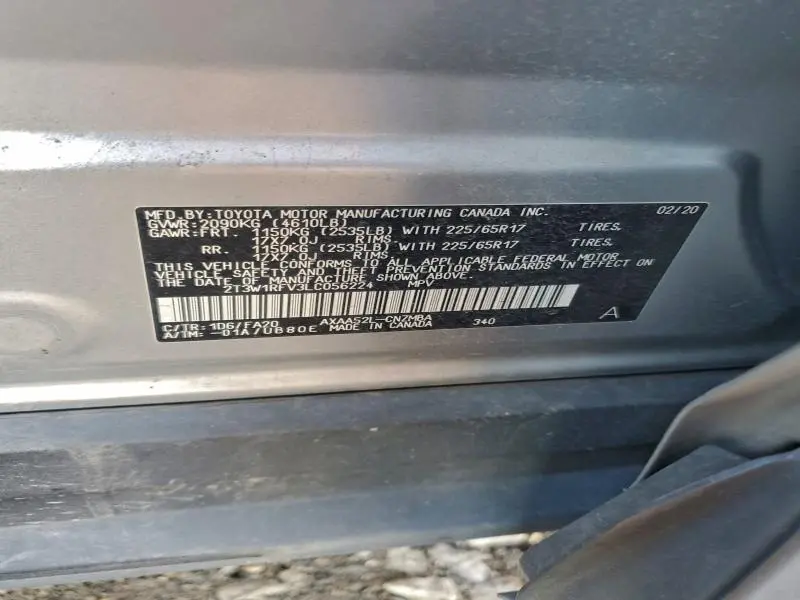 MFD.BY:TOYOTA MOTOR MANUFACTURING CANADA INC. 02/20
GVWR:2090KG (4610LB)
GAWR:FRT. 1150KG (2535LB) WITH 225/65R17 TIRES,
17X7.0J RIMS,
RR. 1150KG (2535LB) WITH 225/65R17 TIRES,
17X7.0J RIMS.
THIS VEHICLE CONFORMS TO ALL APPLICABLE FEDERAL MOTOR
VEHICLE SAFETY AND THEFT PREVENTION STANDARDS IN EFFECT ON
THE DATE OF MANUFACTURE SHOWN ABOVE.
2T3W1RFV3LC056224 MPV
C/TR: 1D6/FA20 AXAA52L-CNZMBA 340 A
A/TM: -01A/UB80E MADE IN CANADA